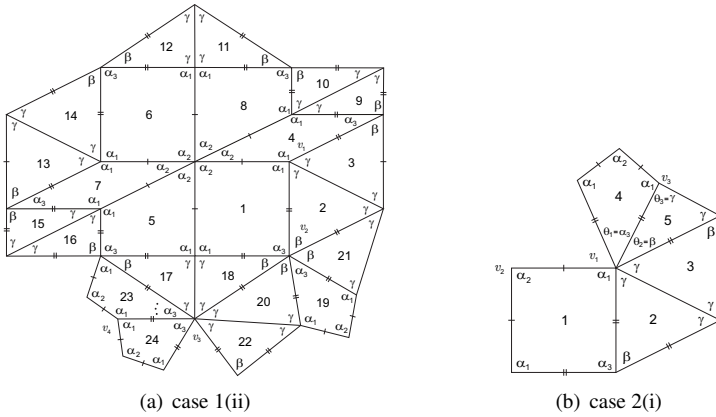 12 11
β γ γ β
β α₃ α₁ α₁ α₃ β γ
10
γ γ 9
14 6 8 α₁ γ α₃ β
γ 4
γ α₂ v₁
γ α₁ α₂ α₂ α₁ γ 3
13 γ α₁ α₂ α₂
7
β α₃ α₁ α₁ γ
β 15 γ γ 5 1 2 γ
16 v₂ β γ
γ β α₃ α₁ α₁ α₃ β β
α₁ β γ γ β α₃ 21
17 18
23 20 19 γ
α₂ α₁ α₃ γ γ γ α₁ α₁
α₁ α₃ γ γ α₂
v₄ 24 v₃ 22
α₂ α₁ β
(a) case 1(ii)
α₂
α₁ α₁ v₃
4 θ₃=γ
5
θ₁=α₃ β
θ₂=β
v₁ 3
v₂ α₂ α₁ γ
γ
1 2 γ
α₁ α₃ β
(b) case 2(i)